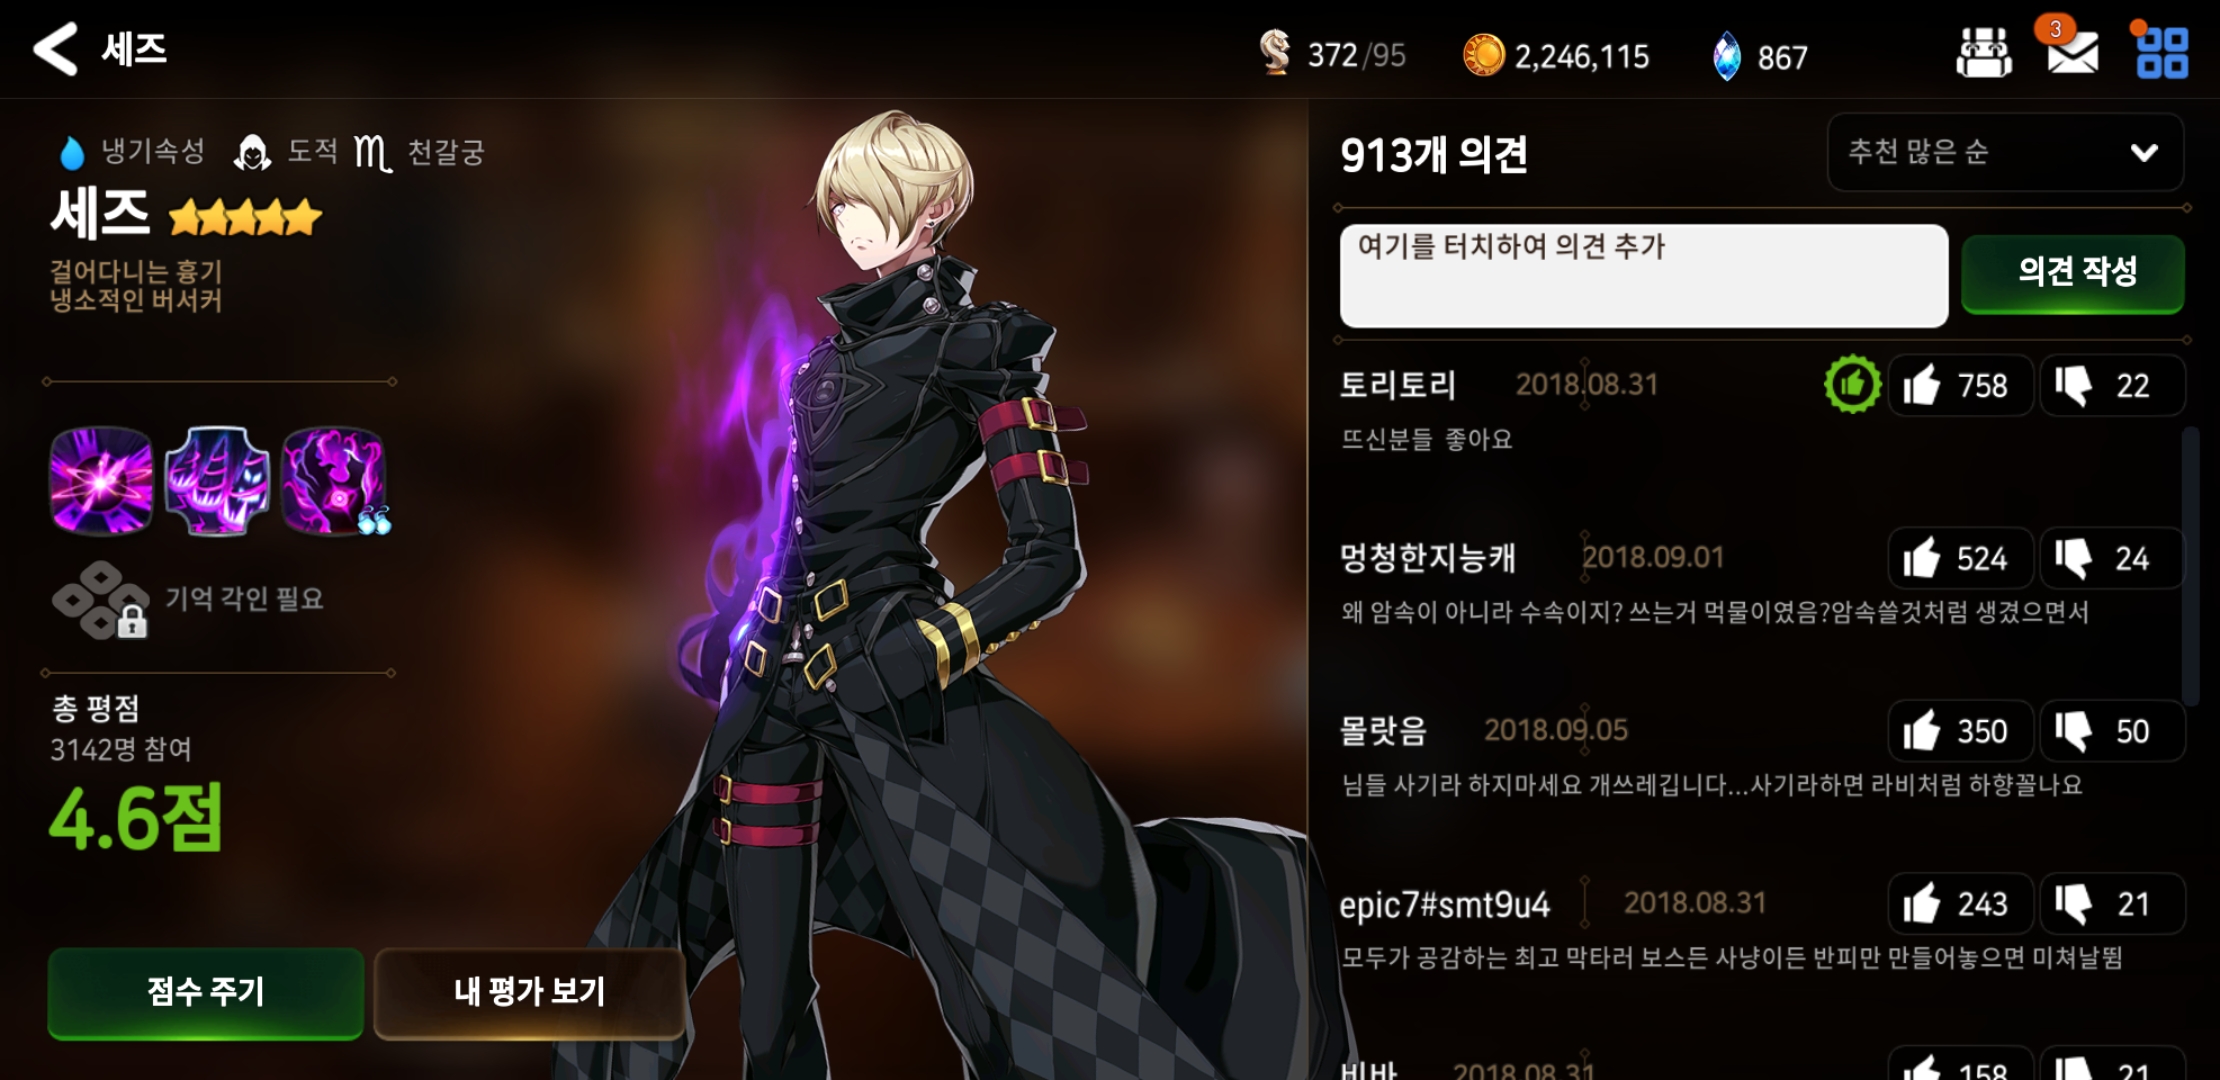 세즈
372/95
2,246,115
867
3
냉기속성 도적 천갈궁
세즈
걸어다니는 흉기
냉소적인 버서커
기억 각인 필요
총 평점
3142명 참여
4.6점
점수 주기
내 평가 보기
913개 의견
추천 많은 순
여기를 터치하여 의견 추가
의견 작성
토리토리 2018.08.31 758 22
뜨신분들 좋아요
멍청한지능캐 2018.09.01 524 24
왜 암속이 아니라 수속이지? 쓰는거 먹물이였음?암속쓸것처럼 생겼으면서
몰랏음 2018.09.05 350 50
님들 사기라 하지마세요 개쓰레깁니다...사기라하면 라비처럼 하향꼴나요
epic7#smt9u4 2018.08.31 243 21
모두가 공감하는 최고 막타러 보스든 사냥이든 반피만 만들어놓으면 미쳐날뜀
비바 2018.08.31 158 21